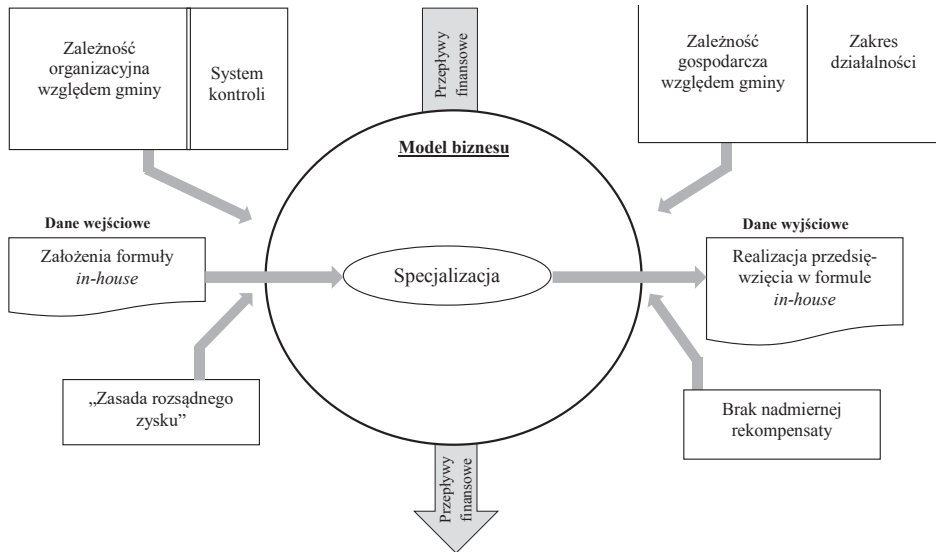 Zależność
organizacyjna
względem gminy
System
kontroli
Przepływy
finansowe
Zależność
gospodarcza
względem gminy
Zakres
działalności
Model biznesu
Dane wejściowe
Założenia formuły
in-house
Specjalizacja
Dane wyjściowe
Realizacja przedsię-
wzięcia w formule
in-house
„Zasada rozsądnego
zysku”
Brak nadmiernej
rekompensaty
Przepływy
finansowe